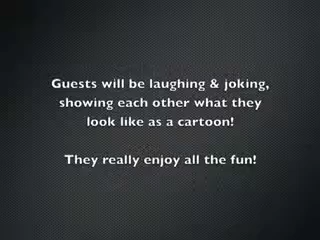 Guests will be laughing & joking,
showing each other what they
look like as a cartoon!
They really enjoy all the fun!